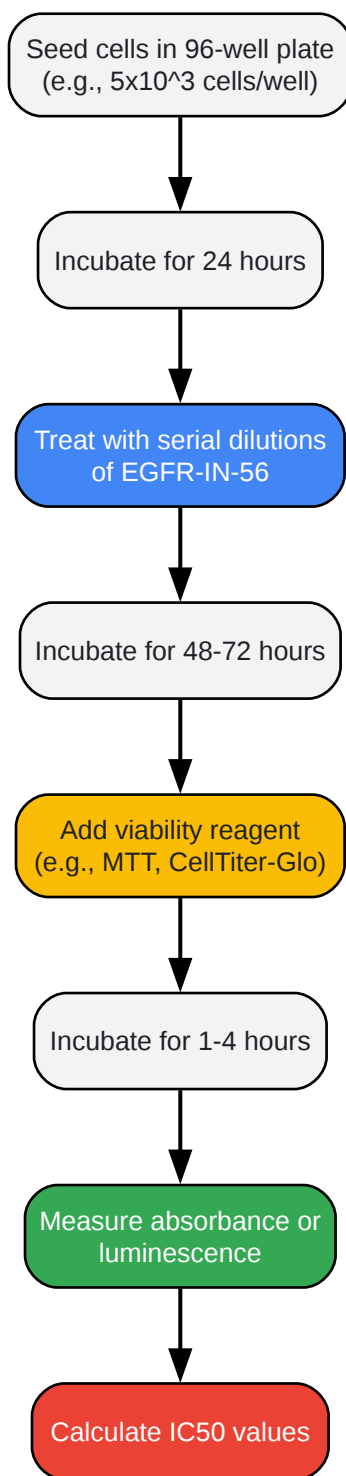 Seed cells in 96-well plate
(e.g., 5x10^3 cells/well)
Incubate for 24 hours
Treat with serial dilutions
of EGFR-IN-56
Incubate for 48-72 hours
Add viability reagent
(e.g., MTT, CellTiter-Glo)
Incubate for 1-4 hours
Measure absorbance or
luminescence
Calculate IC50 values